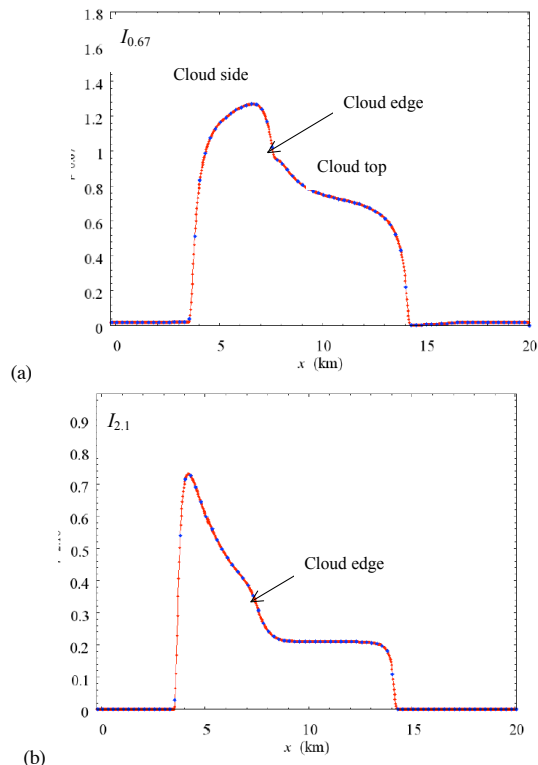 1.8
I0.67
1.6
Cloud side
1.4
Cloud edge
1.2
1
Cloud top
0.8
0.6
0.4
0.2
0
0 5 10 15 20
x (km)
(a)
0.9
I2.1
0.8
0.7
0.6
0.5
Cloud edge
0.4
0.3
0.2
0.1
0
0 5 10 15 20
x (km)
(b)